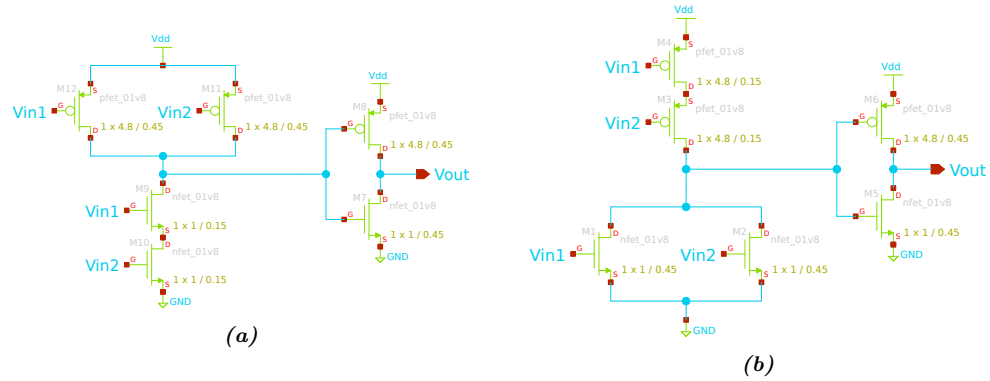 Vdd
M12
S
pfet_01v8
Vin1
G
D
1 x 4.8 / 0.45
M11
S
pfet_01v8
Vin2
G
D
1 x 4.8 / 0.45
Vdd
M8
S
pfet_01v8
G
D
1 x 4.8 / 0.45
Vout
M9
D
nfet_01v8
Vin1
G
S
1 x 1 / 0.15
M10
D
nfet_01v8
Vin2
G
S
1 x 1 / 0.15
GND
M7
D
nfet_01v8
G
S
1 x 1 / 0.45
GND
(a)
Vdd
M4
S
pfet_01v8
Vin1
G
D
1 x 4.8 / 0.15
M3
S
pfet_01v8
Vin2
G
D
1 x 4.8 / 0.15
Vdd
M6
S
pfet_01v8
G
D
1 x 4.8 / 0.45
Vout
M1
D
nfet_01v8
Vin1
G
S
1 x 1 / 0.45
M2
D
nfet_01v8
Vin2
G
S
1 x 1 / 0.45
GND
M5
D
nfet_01v8
G
S
1 x 1 / 0.45
GND
(b)